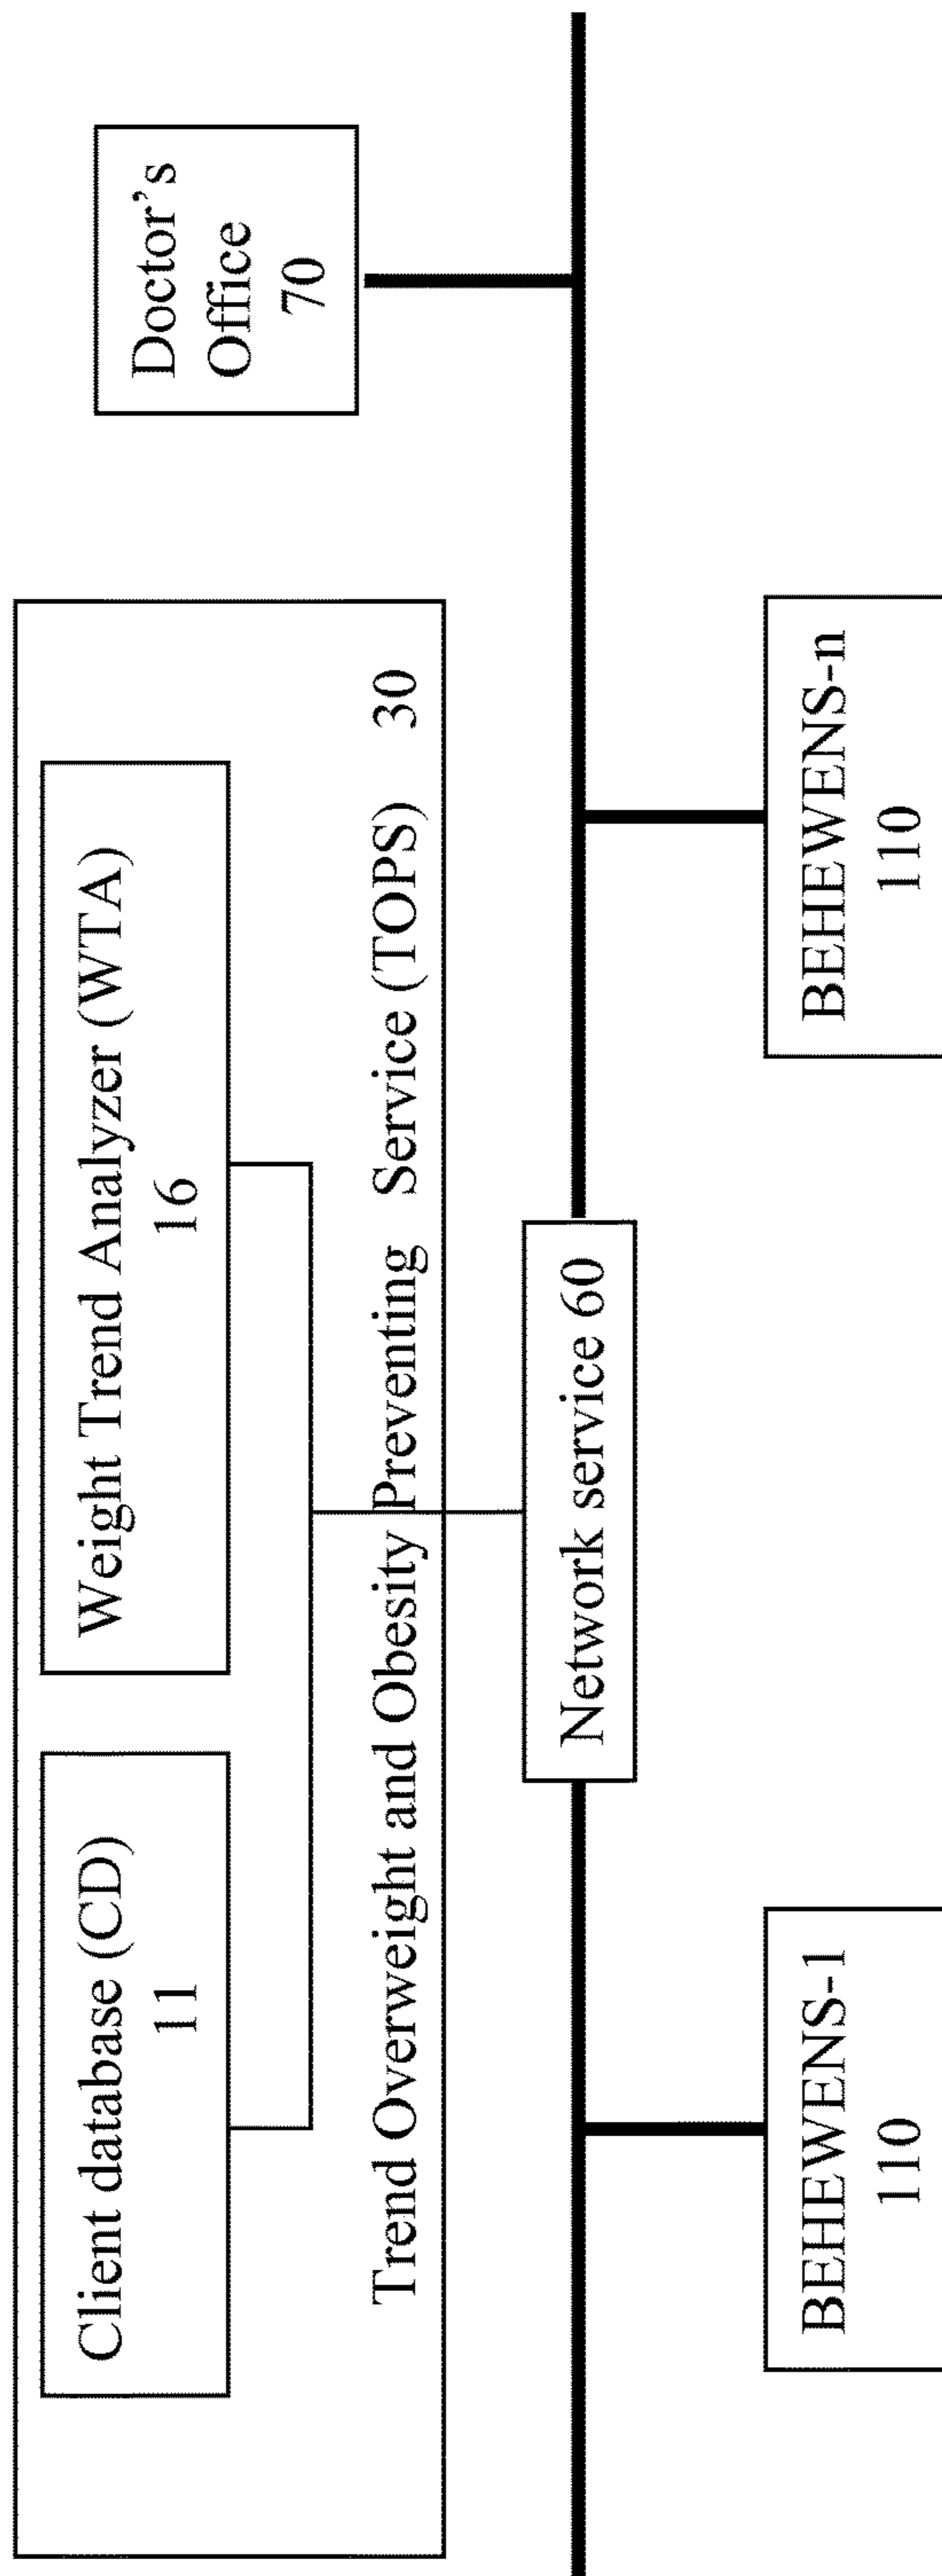 Client database (CD)
11
Weight Trend Analyzer (WTA)
16
Trend Overweight and Obesity Preventing Service (TOPS) 30
Doctor's
Office
70
Network service 60
BEHEWENS-1
110
BEHEWENS-n
110